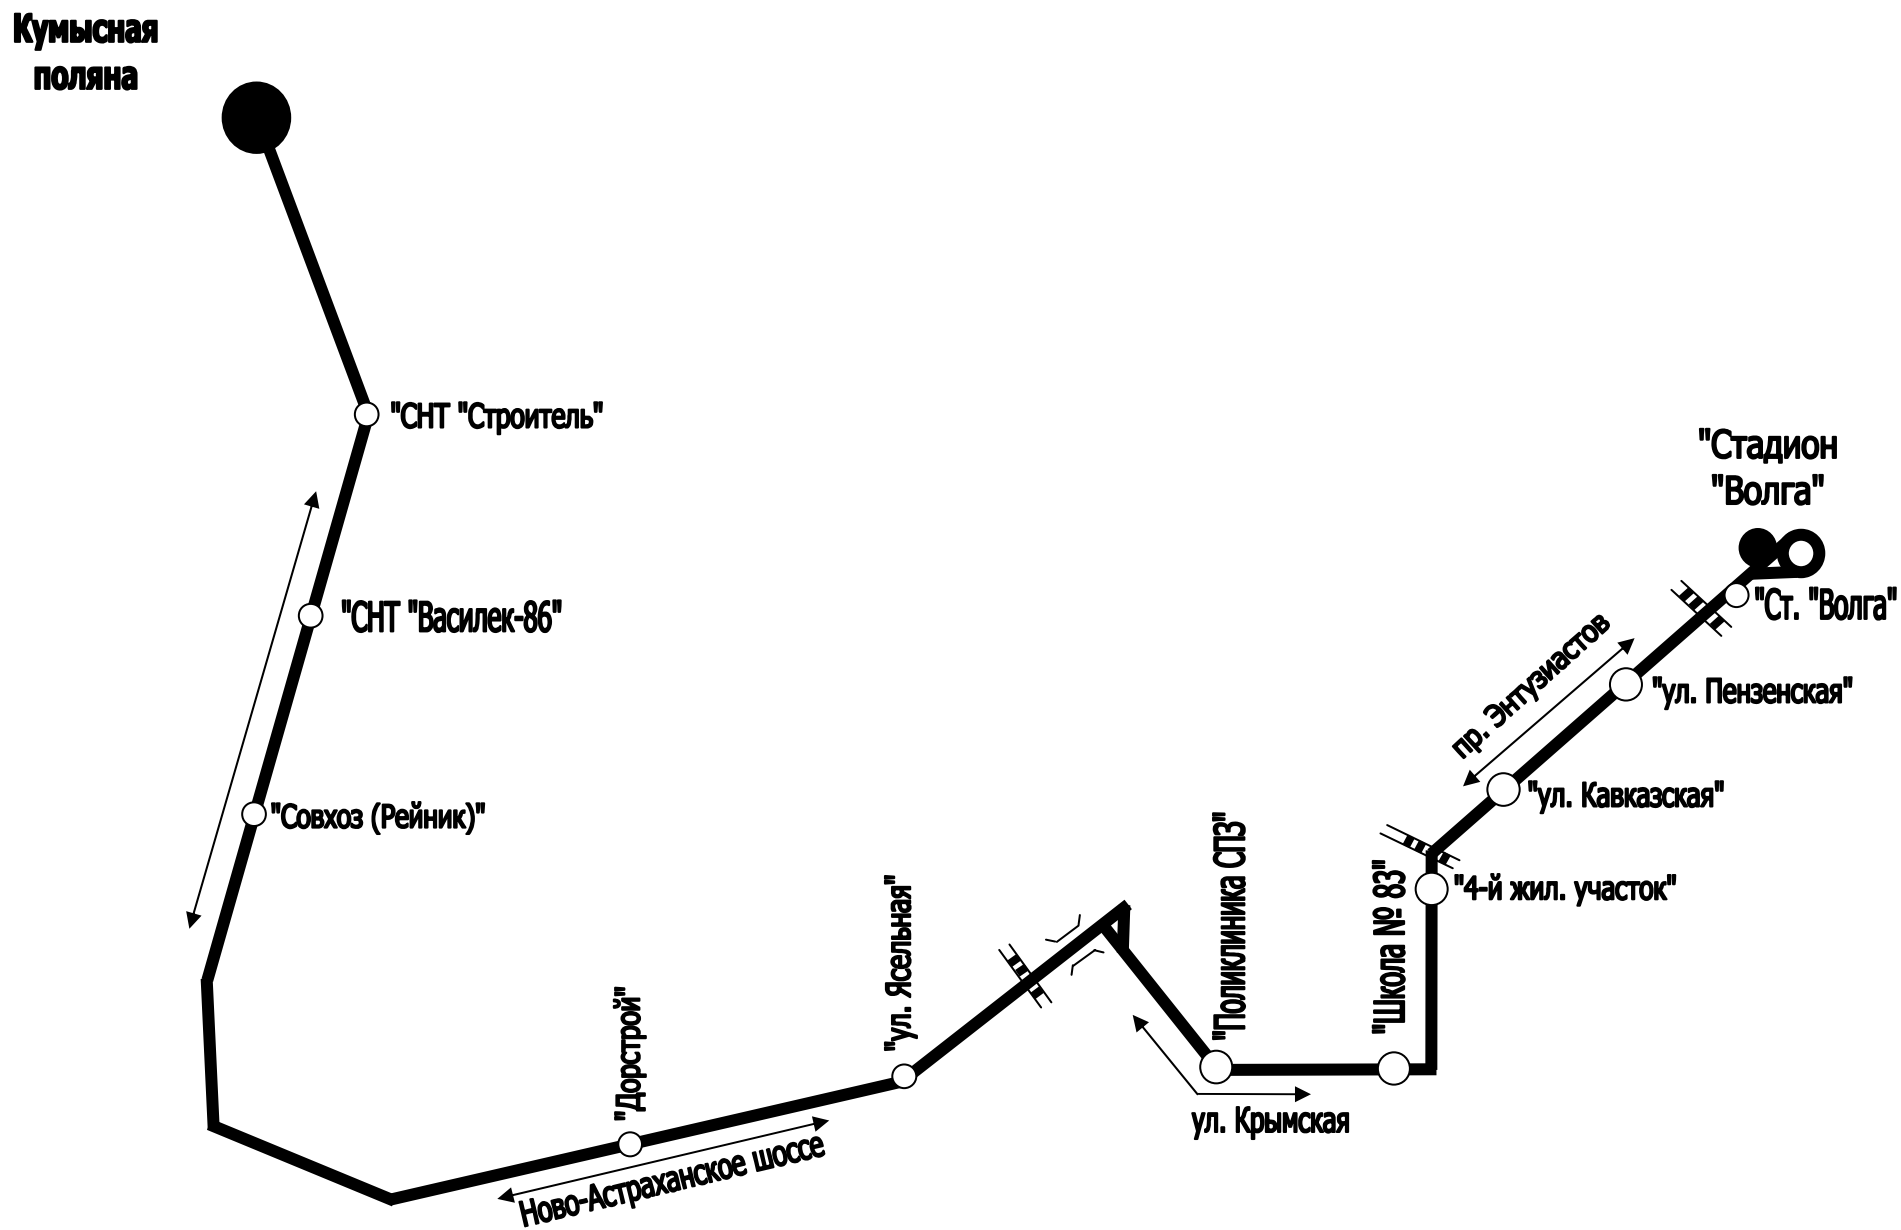 Кумысная
поляна
"СНТ "Строитель"
"Стадион
"Волга"
"СНТ "Василек-86"
"Ст. "Волга"
пр. Энтузиастов
"ул. Пензенская"
"ул. Кавказская"
"Совхоз (Рейник)"
"4-й жил. участок"
"Поликлиника СПЗ"
"Школа № 83"
"ул. Ясельная"
"Дорстрой"
ул. Крымская
Ново-Астраханское шоссе